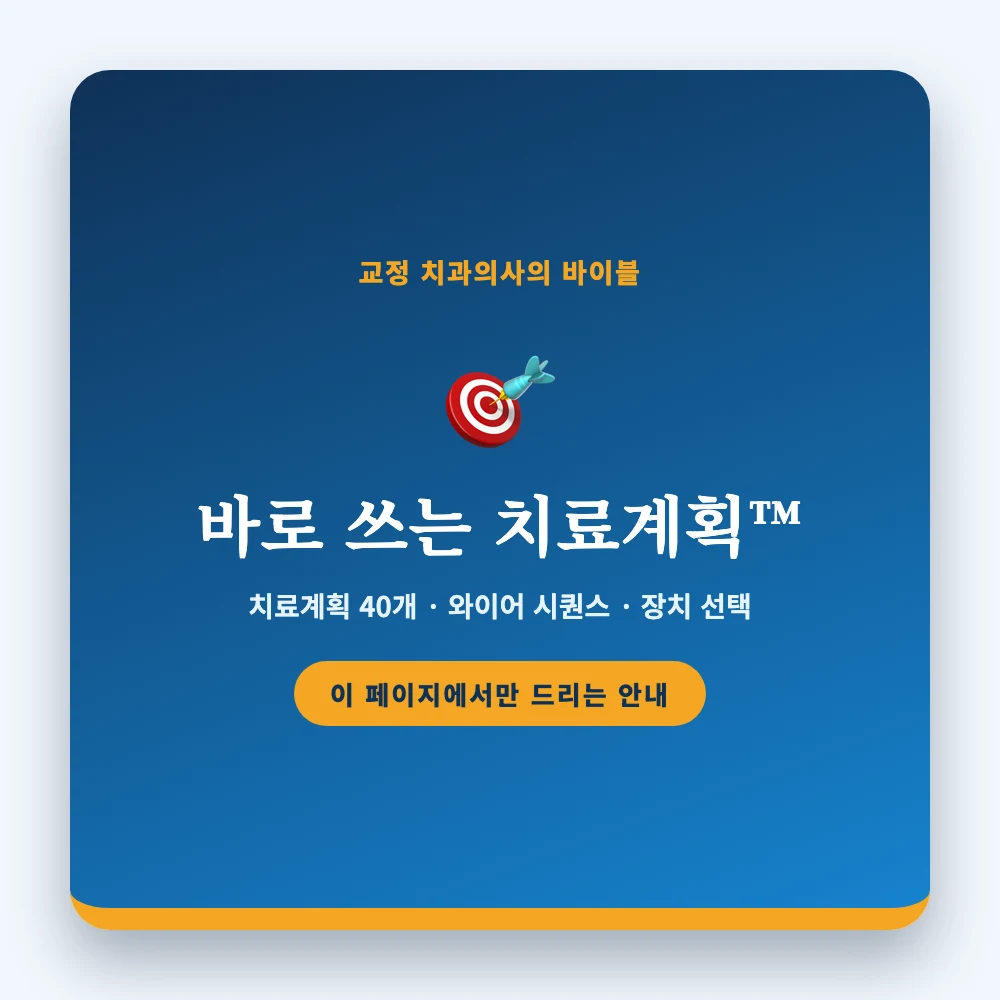 교정 치과의사의 바이블
바로 쓰는 치료계획™
치료계획 40개 · 와이어 시퀀스 · 장치 선택
이 페이지에서만 드리는 안내